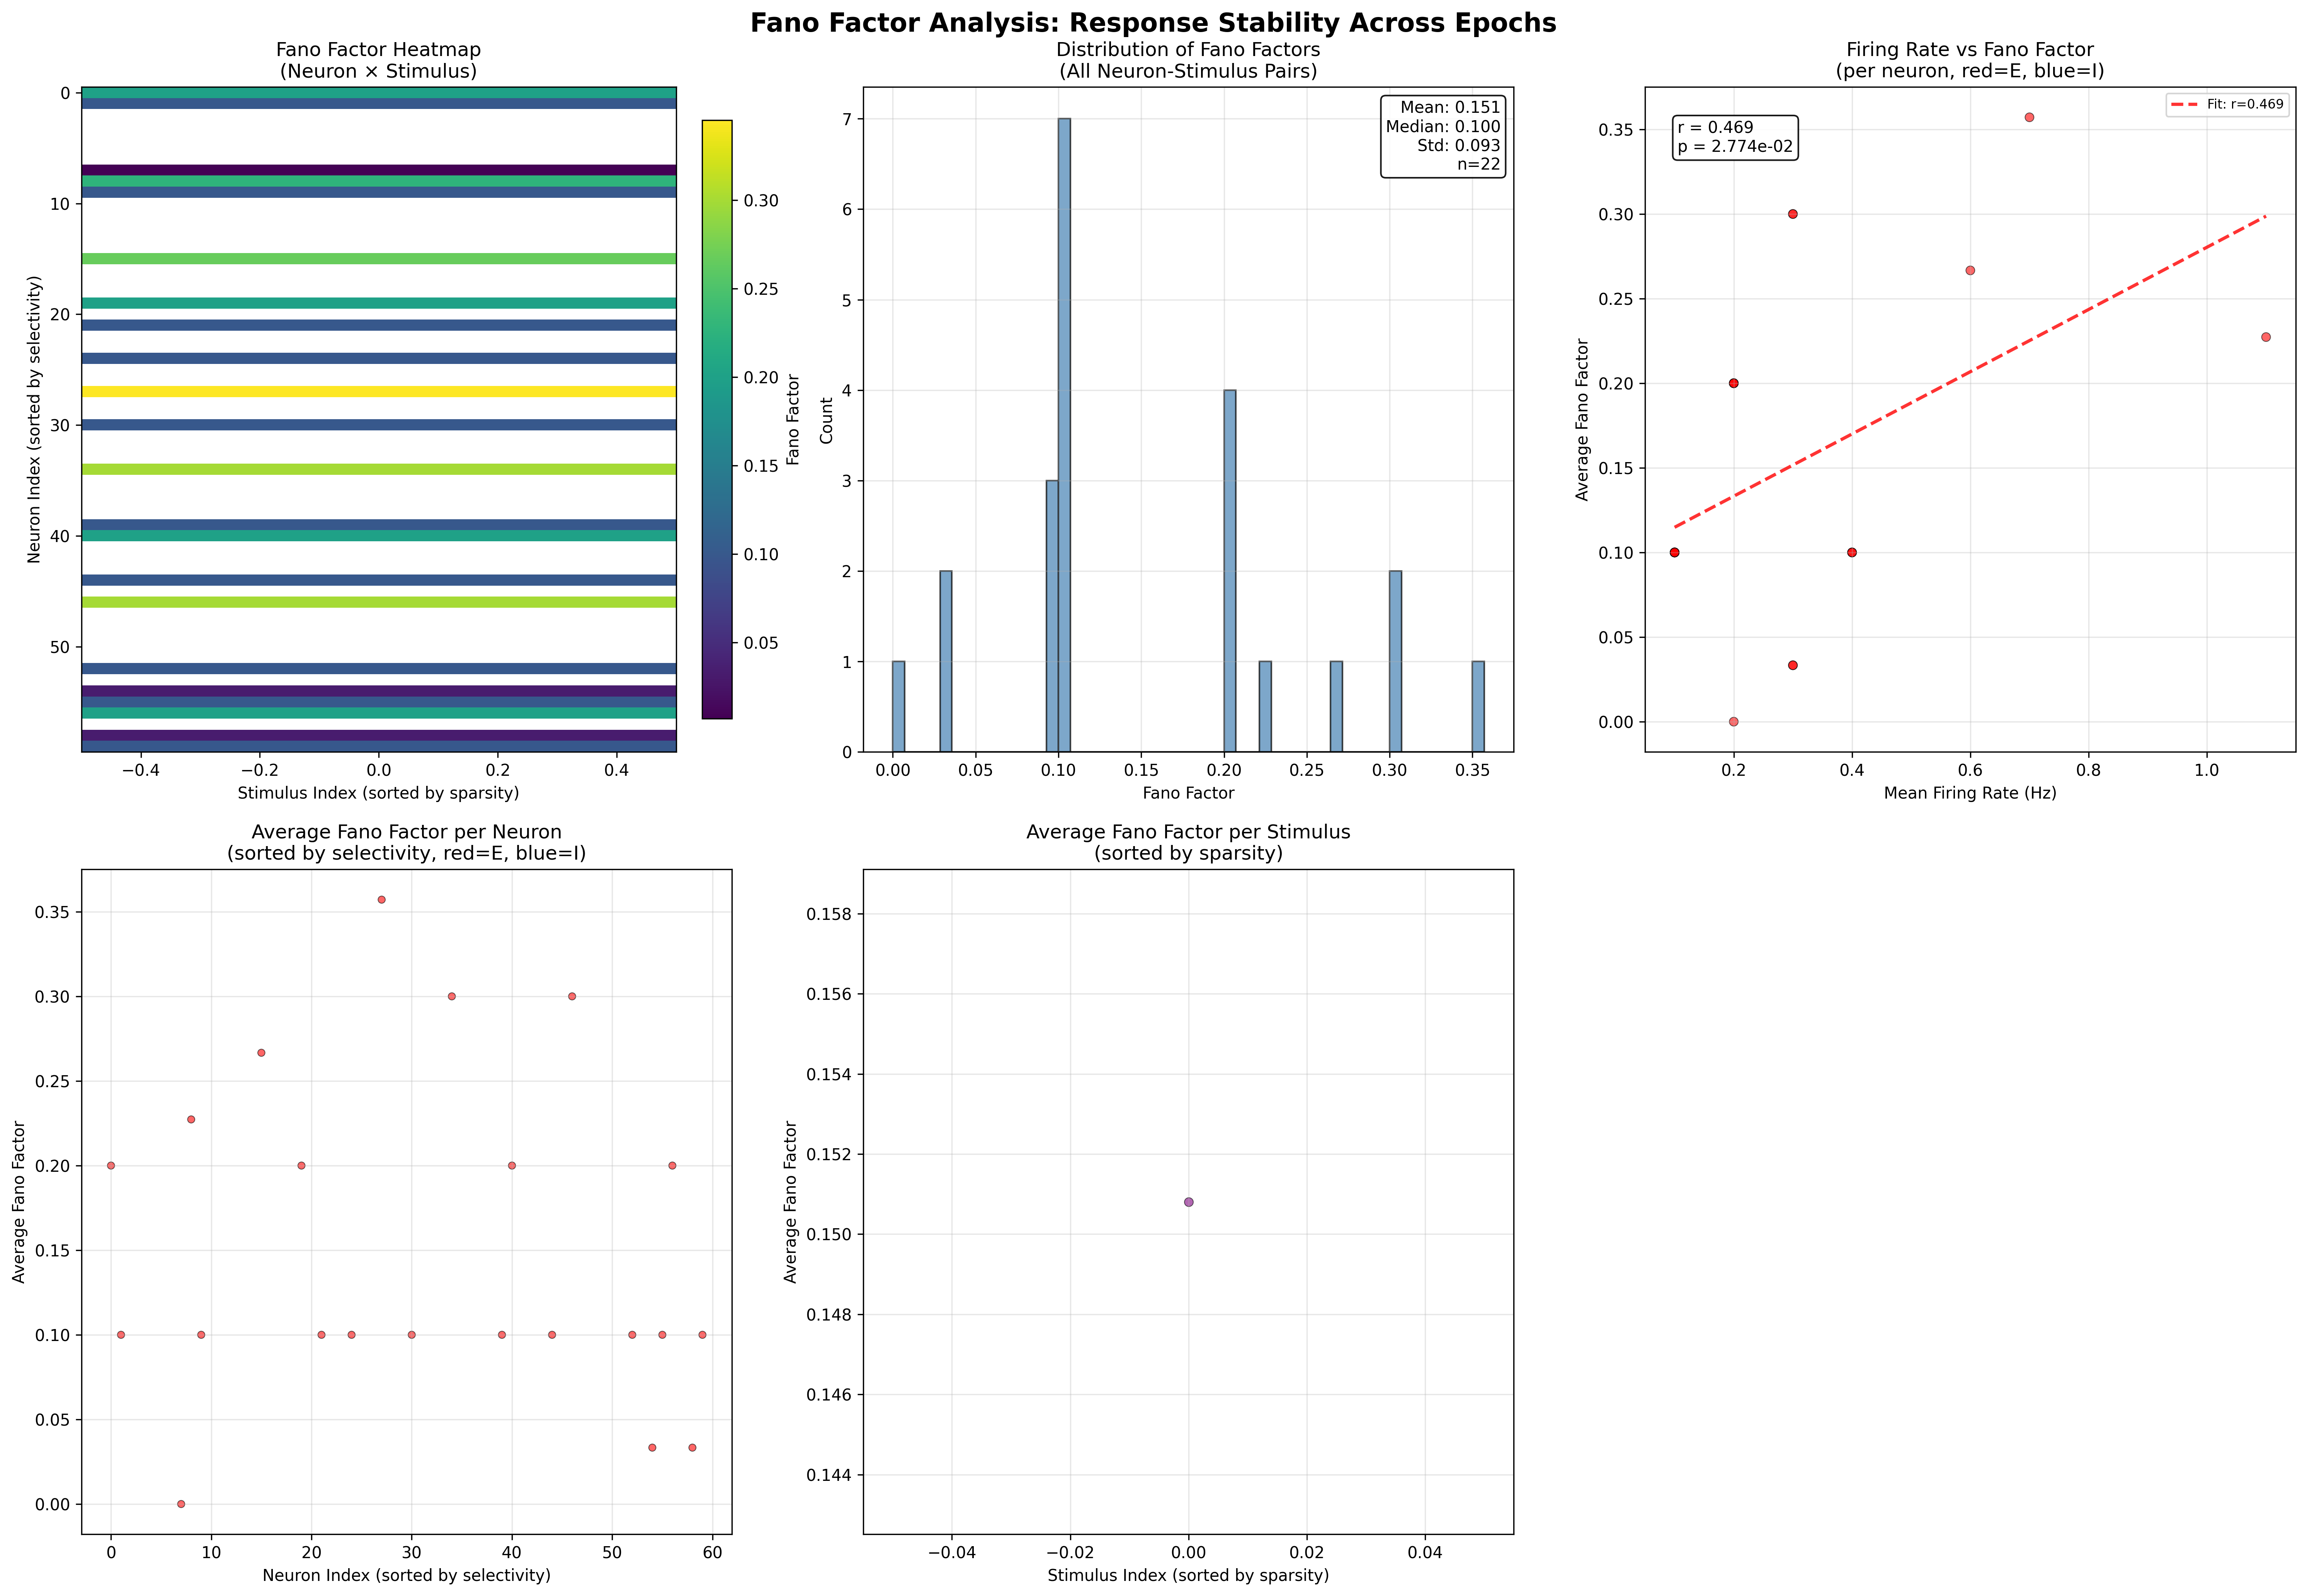 Fano Factor Analysis: Response Stability Across Epochs
Fano Factor Heatmap
(Neuron × Stimulus)
0
10
20
30
40
50
Neuron Index (sorted by selectivity)
−0.4
−0.2
0.0
0.2
0.4
Stimulus Index (sorted by sparsity)
0.30
0.25
0.20
0.15
0.10
0.05
Fano Factor
Distribution of Fano Factors
(All Neuron-Stimulus Pairs)
Mean: 0.151
Median: 0.100
Std: 0.093
n=22
7
6
5
4
3
2
1
0
Count
0.00
0.05
0.10
0.15
0.20
0.25
0.30
0.35
Fano Factor
Firing Rate vs Fano Factor
(per neuron, red=E, blue=I)
Fit: r=0.469
r = 0.469
p = 2.774e-02
0.35
0.30
0.25
0.20
0.15
0.10
0.05
0.00
Average Fano Factor
0.2
0.4
0.6
0.8
1.0
Mean Firing Rate (Hz)
Average Fano Factor per Neuron
(sorted by selectivity, red=E, blue=I)
0.35
0.30
0.25
0.20
0.15
0.10
0.05
0.00
Average Fano Factor
0
10
20
30
40
50
60
Neuron Index (sorted by selectivity)
Average Fano Factor per Stimulus
(sorted by sparsity)
0.158
0.156
0.154
0.152
0.150
0.148
0.146
0.144
Average Fano Factor
−0.04
−0.02
0.00
0.02
0.04
Stimulus Index (sorted by sparsity)